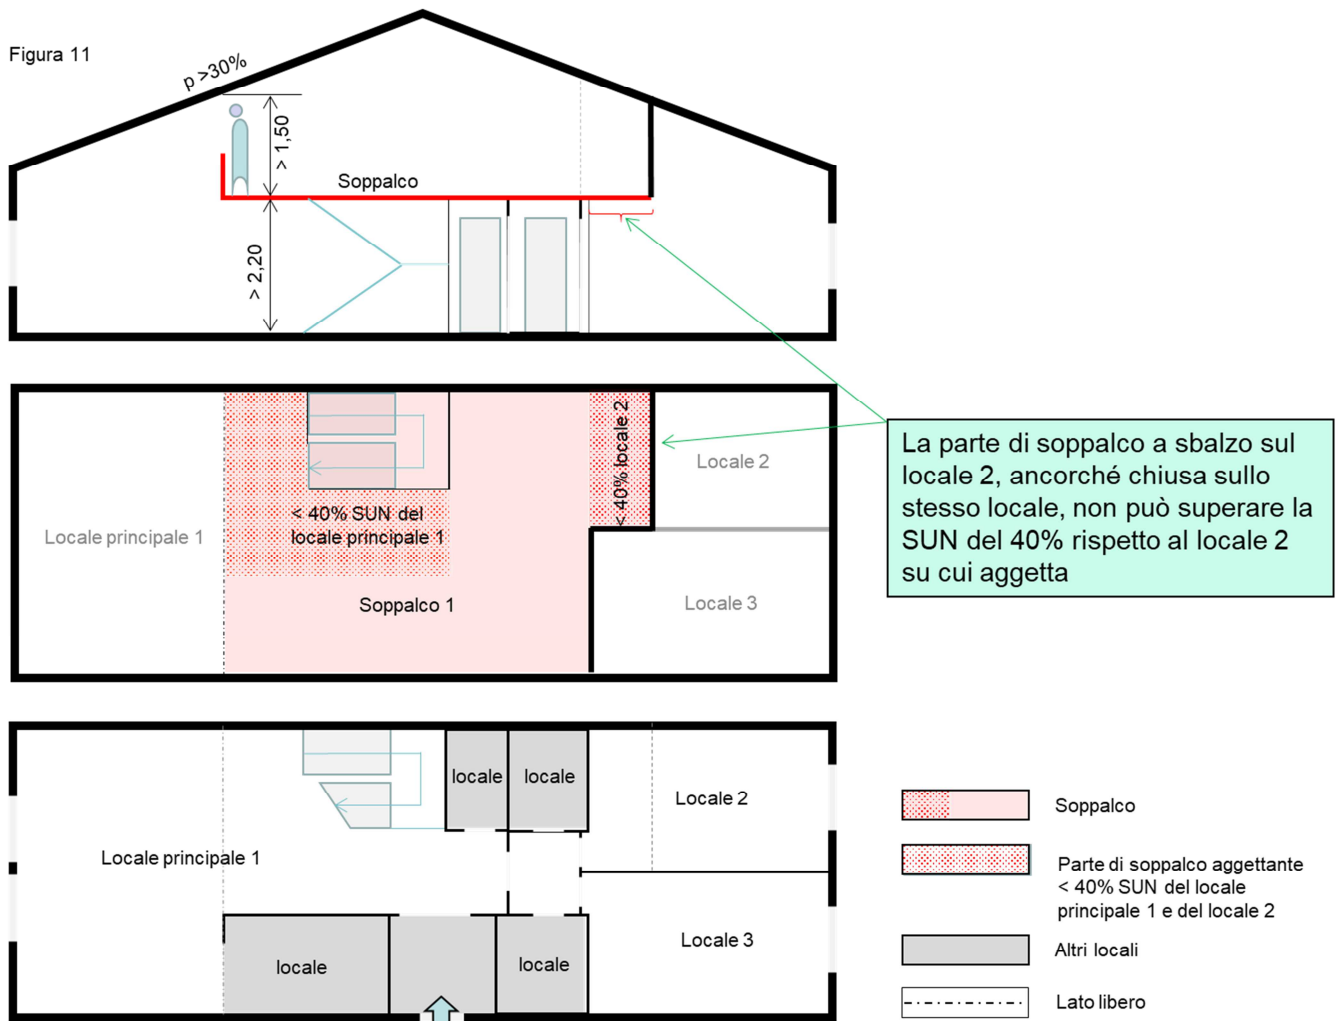 Figura 11
p >30%
> 1,50
Soppalco
> 2,20
Locale principale 1
< 40% SUN del
locale principale 1
Soppalco 1
< 40% locale 2
Locale 2
Locale 3
La parte di soppalco a sbalzo sul
locale 2, ancorché chiusa sullo
stesso locale, non può superare la
SUN del 40% rispetto al locale 2
su cui aggetta
locale
locale
Locale 2
Locale principale 1
Locale 3
locale
locale
Soppalco
Parte di soppalco aggettante
< 40% SUN del locale
principale 1 e del locale 2
Altri locali
Lato libero